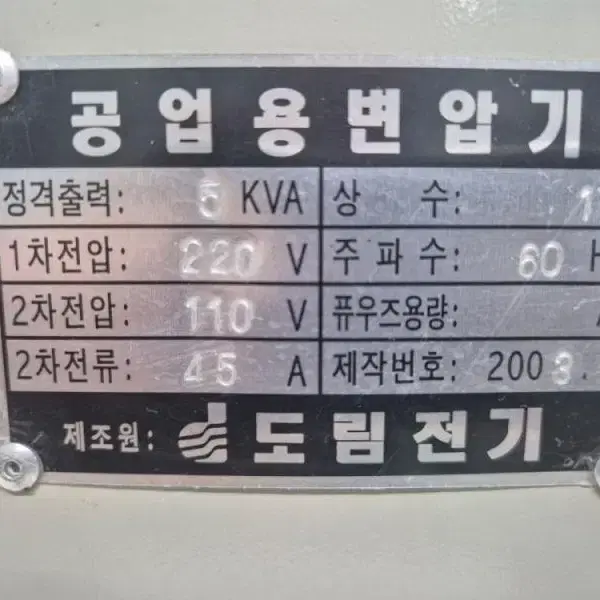 공업용변압기
정격출력: 5 KVA 상 수: 1
1차전압: 220 V 주파수: 60 H
2차전압: 110 V 퓨우즈용량:
2차전류: 45 A 제작번호: 2003.
제조원: 도림전기